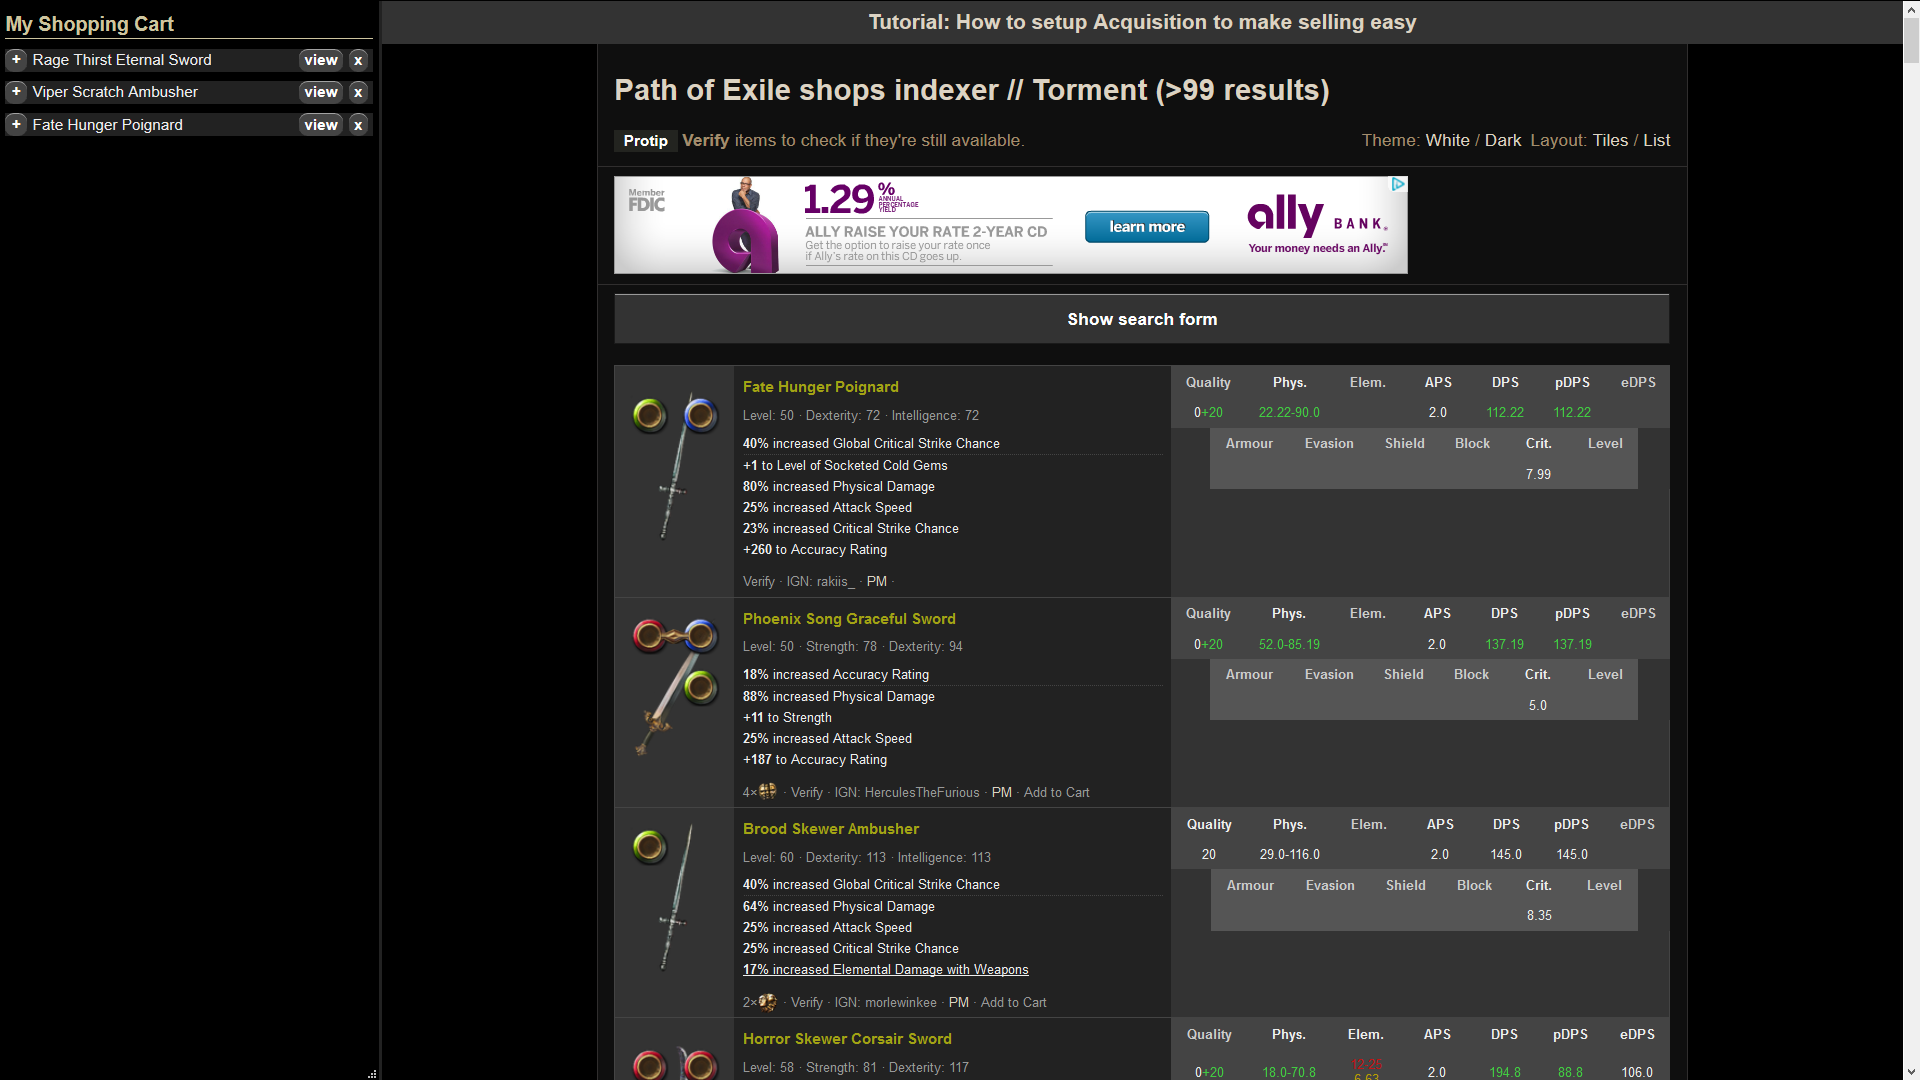 My Shopping Cart
+ Rage Thirst Eternal Sword view x
+ Viper Scratch Ambusher view x
+ Fate Hunger Poignard view x
Tutorial: How to setup Acquisition to make selling easy
Path of Exile shops indexer // Torment (>99 results)
Protip Verify items to check if they're still available.
Theme: White / Dark Layout: Tiles / List
Member
FDIC
1.29% ANNUAL PERCENTAGE YIELD
ALLY RAISE YOUR RATE 2-YEAR CD
Get the option to raise your rate once
if Ally's rate on this CD goes up.
learn more
ally BANK.
Your money needs an Ally.
Show search form
Fate Hunger Poignard
Level: 50 · Dexterity: 72 · Intelligence: 72
40% increased Global Critical Strike Chance
+1 to Level of Socketed Cold Gems
80% increased Physical Damage
25% increased Attack Speed
23% increased Critical Strike Chance
+260 to Accuracy Rating
Verify · IGN: rakiis_ · PM ·
Quality Phys. Elem. APS DPS pDPS eDPS
0+20 22.22-90.0 2.0 112.22 112.22
Armour Evasion Shield Block Crit. Level
7.99
Phoenix Song Graceful Sword
Level: 50 · Strength: 78 · Dexterity: 94
18% increased Accuracy Rating
88% increased Physical Damage
+11 to Strength
25% increased Attack Speed
+187 to Accuracy Rating
4× · Verify · IGN: HerculesTheFurious · PM · Add to Cart
Quality Phys. Elem. APS DPS pDPS eDPS
0+20 52.0-85.19 2.0 137.19 137.19
Armour Evasion Shield Block Crit. Level
5.0
Brood Skewer Ambusher
Level: 60 · Dexterity: 113 · Intelligence: 113
40% increased Global Critical Strike Chance
64% increased Physical Damage
25% increased Attack Speed
25% increased Critical Strike Chance
17% increased Elemental Damage with Weapons
2× · Verify · IGN: morlewinkee · PM · Add to Cart
Quality Phys. Elem. APS DPS pDPS eDPS
20 29.0-116.0 2.0 145.0 145.0
Armour Evasion Shield Block Crit. Level
8.35
Horror Skewer Corsair Sword
Level: 58 · Strength: 81 · Dexterity: 117
Quality Phys. Elem. APS DPS pDPS eDPS
12-25
0+20 18.0-70.8 2.0 194.8 88.8 106.0